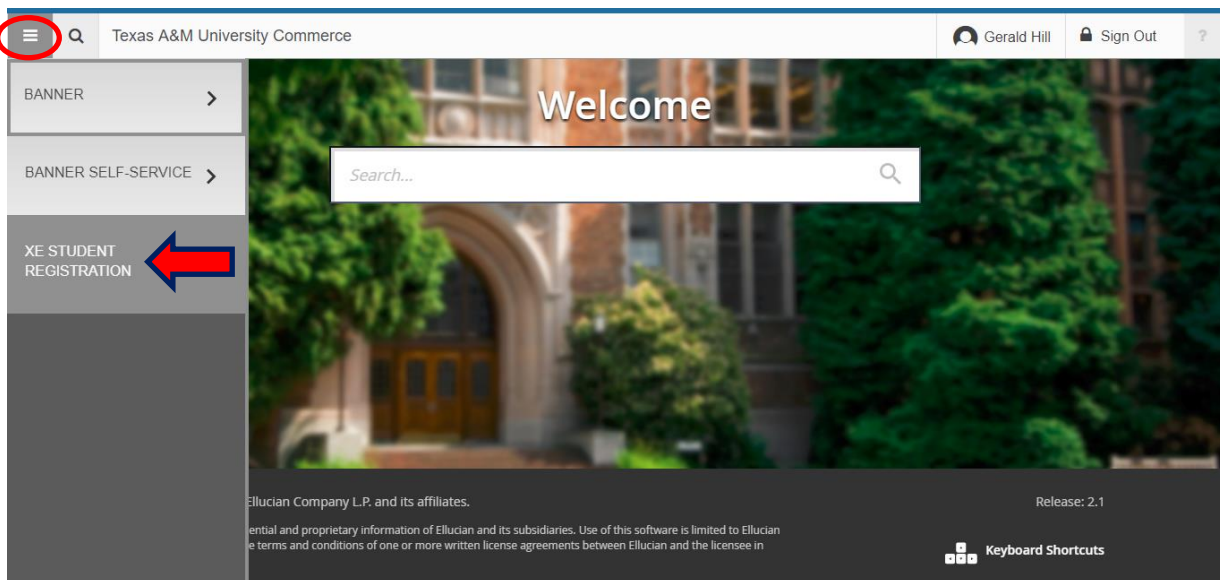 Texas A&M University Commerce
Gerald Hill
Sign Out
?
BANNER
BANNER SELF-SERVICE
XE STUDENT
REGISTRATION
Welcome
Search...
Ellucian Company L.P. and its affiliates.
Release: 2.1
ential and proprietary information of Ellucian and its subsidiaries. Use of this software is limited to Ellucian
e terms and conditions of one or more written license agreements between Ellucian and the licensee in
Keyboard Shortcuts